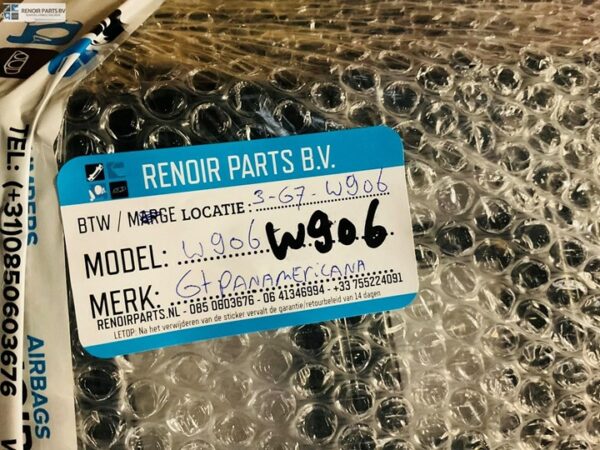 RENOIR PARTS BV
RENOIR PARTS B.V.
BTW / MARGE LOCATIE: 3-G7-W906
MODEL: W906 W906
MERK: Gt PANAMERICANA
RENOIRPARTS.NL - 085 0603676 - 06 41346994 - +33 755224091
LETOP: Na het verwijderen van de sticker vervalt de garantie/retourbeleid van 14 dagen
TEL: (+31)0850603676
AIRBAGS